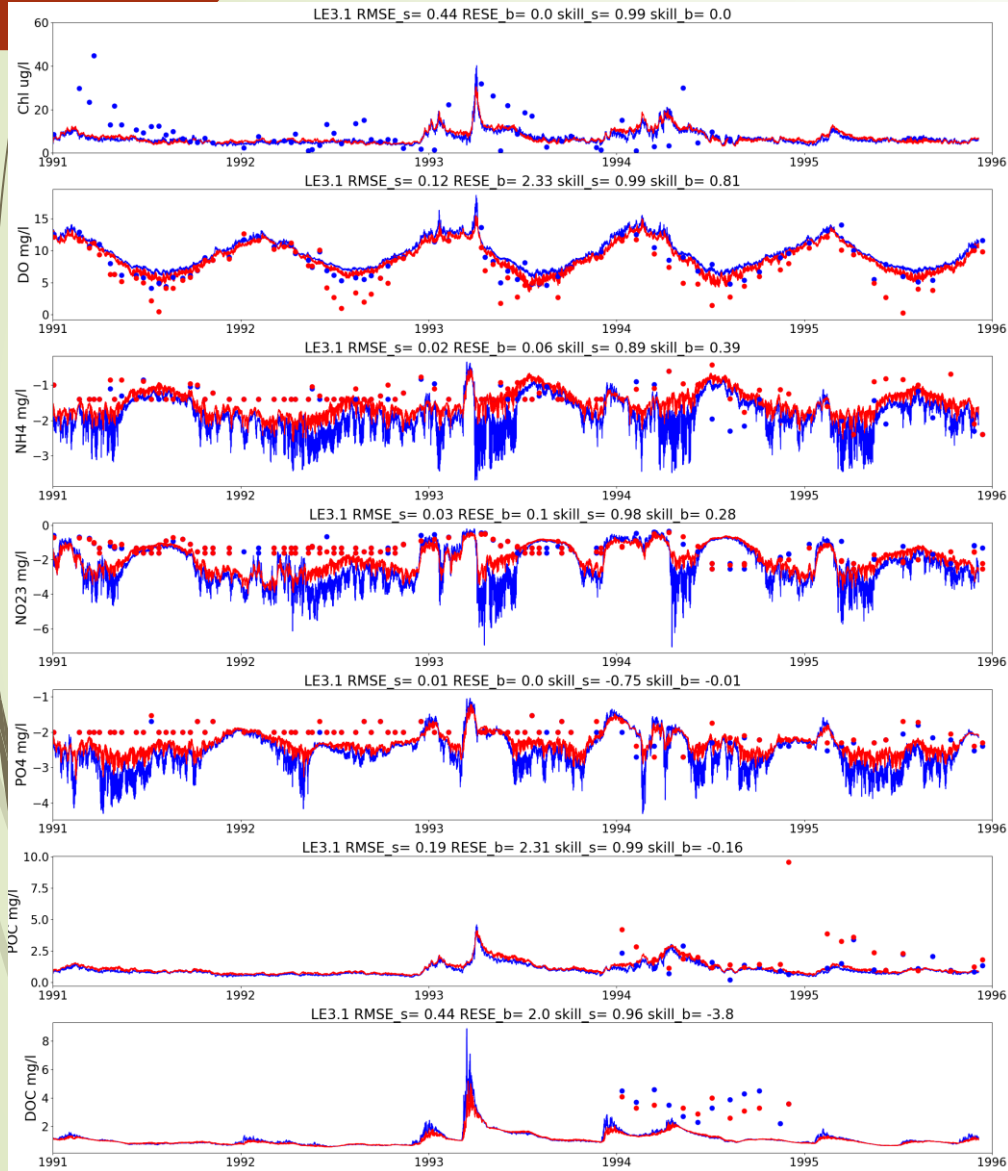 LE3.1 RMSE_s= 0.44 RESE_b= 0.0 skill_s= 0.99 skill_b= 0.0
Chl ug/l
60
40
20
0
1991 1992 1993 1994 1995 1996
LE3.1 RMSE_s= 0.12 RESE_b= 2.33 skill_s= 0.99 skill_b= 0.81
DO mg/l
15
10
5
0
1991 1992 1993 1994 1995 1996
LE3.1 RMSE_s= 0.02 RESE_b= 0.06 skill_s= 0.89 skill_b= 0.39
NH4 mg/l
−1
−2
−3
1991 1992 1993 1994 1995 1996
LE3.1 RMSE_s= 0.03 RESE_b= 0.1 skill_s= 0.98 skill_b= 0.28
NO23 mg/l
0
−2
−4
−6
1991 1992 1993 1994 1995 1996
LE3.1 RMSE_s= 0.01 RESE_b= 0.0 skill_s= -0.75 skill_b= -0.01
PO4 mg/l
−1
−2
−3
−4
1991 1992 1993 1994 1995 1996
LE3.1 RMSE_s= 0.19 RESE_b= 2.31 skill_s= 0.99 skill_b= -0.16
POC mg/l
10.0
7.5
5.0
2.5
0.0
1991 1992 1993 1994 1995 1996
LE3.1 RMSE_s= 0.44 RESE_b= 2.0 skill_s= 0.96 skill_b= -3.8
DOC mg/l
8
6
4
2
1991 1992 1993 1994 1995 1996